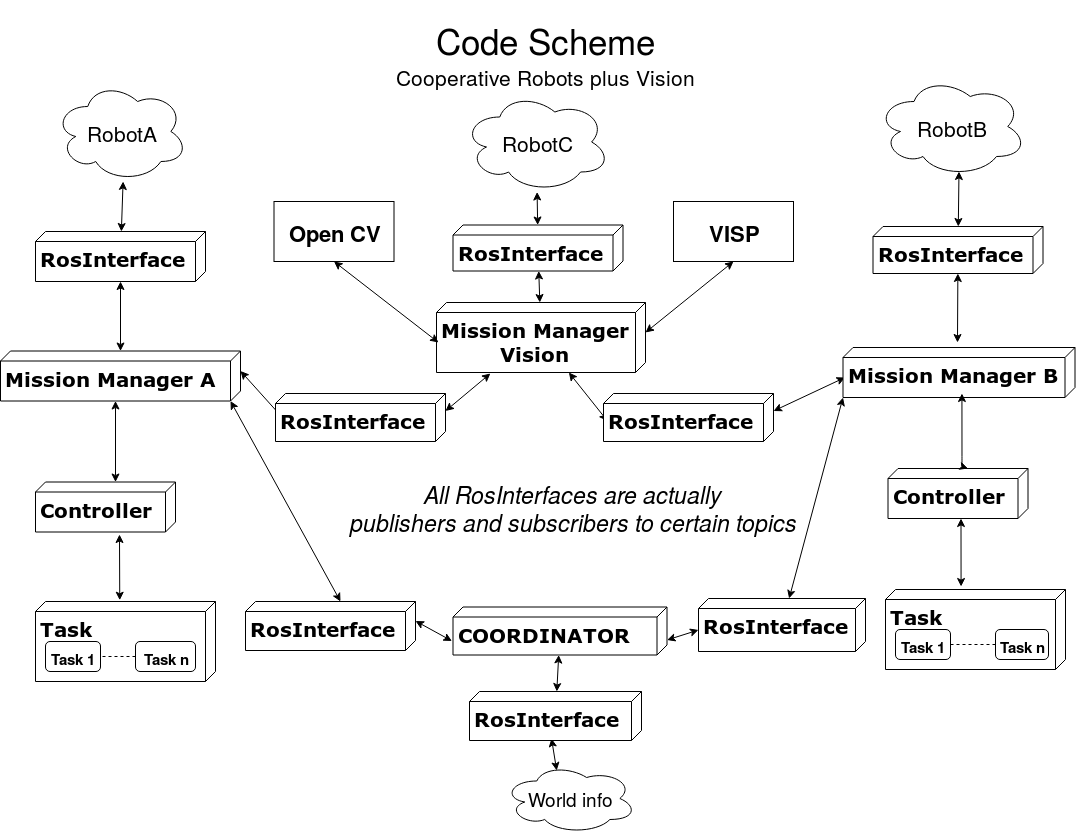 Code Scheme
Cooperative Robots plus Vision
RobotA
RobotC
RobotB
Open CV
VISP
RosInterface
RosInterface
RosInterface
Mission Manager
Vision
Mission Manager A
Mission Manager B
RosInterface
RosInterface
All RosInterfaces are actually
publishers and subscribers to certain topics
Controller
Controller
Task
Task 1
Task n
RosInterface
COORDINATOR
RosInterface
Task
Task 1
Task n
RosInterface
World info